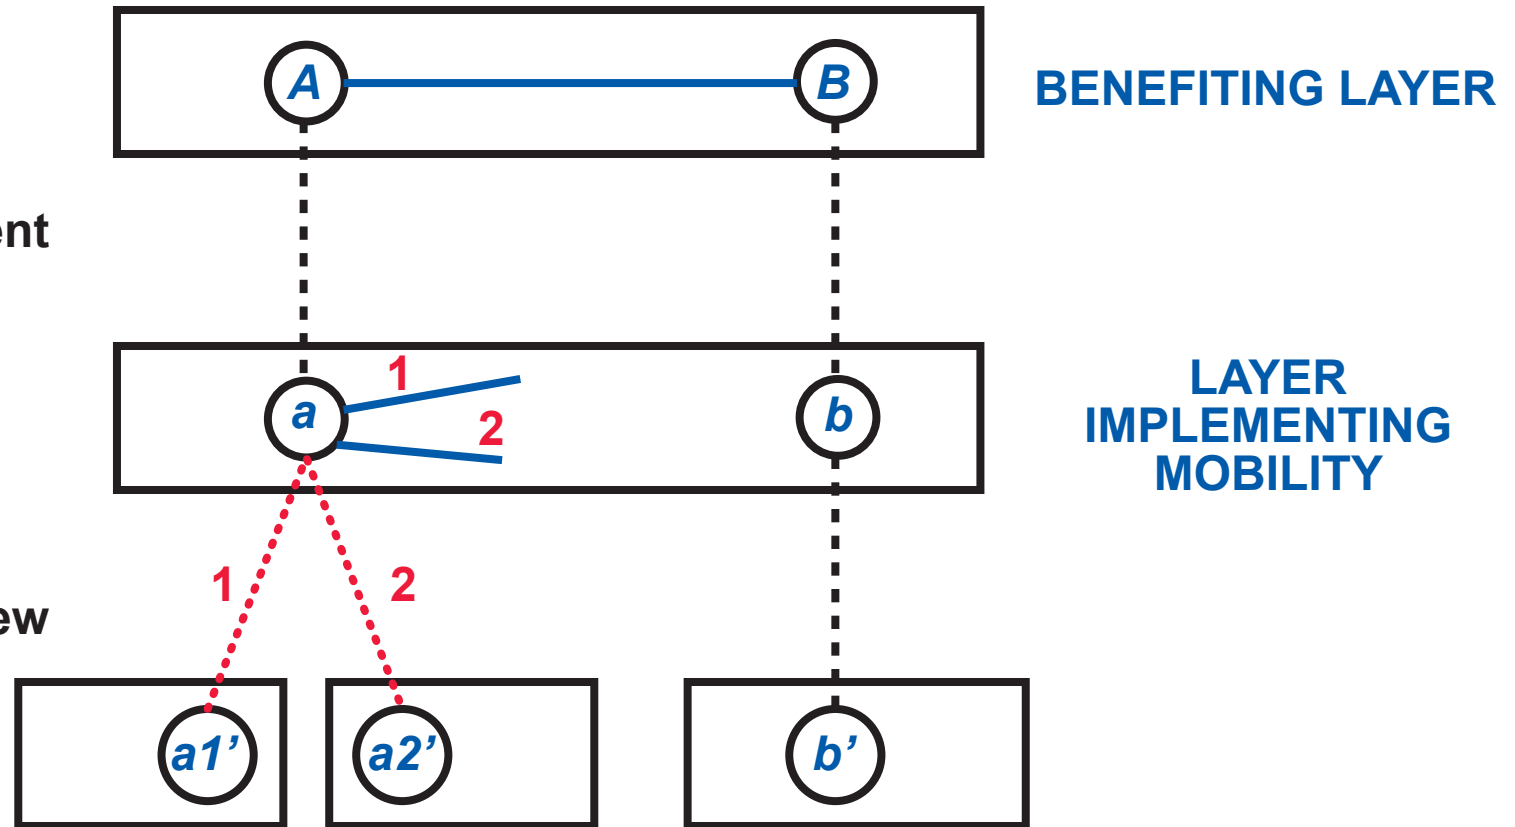 A
B
BENEFITING LAYER
ent
1
a
2
b
LAYER
IMPLEMENTING
MOBILITY
1
2
ew
a1’
a2’
b’